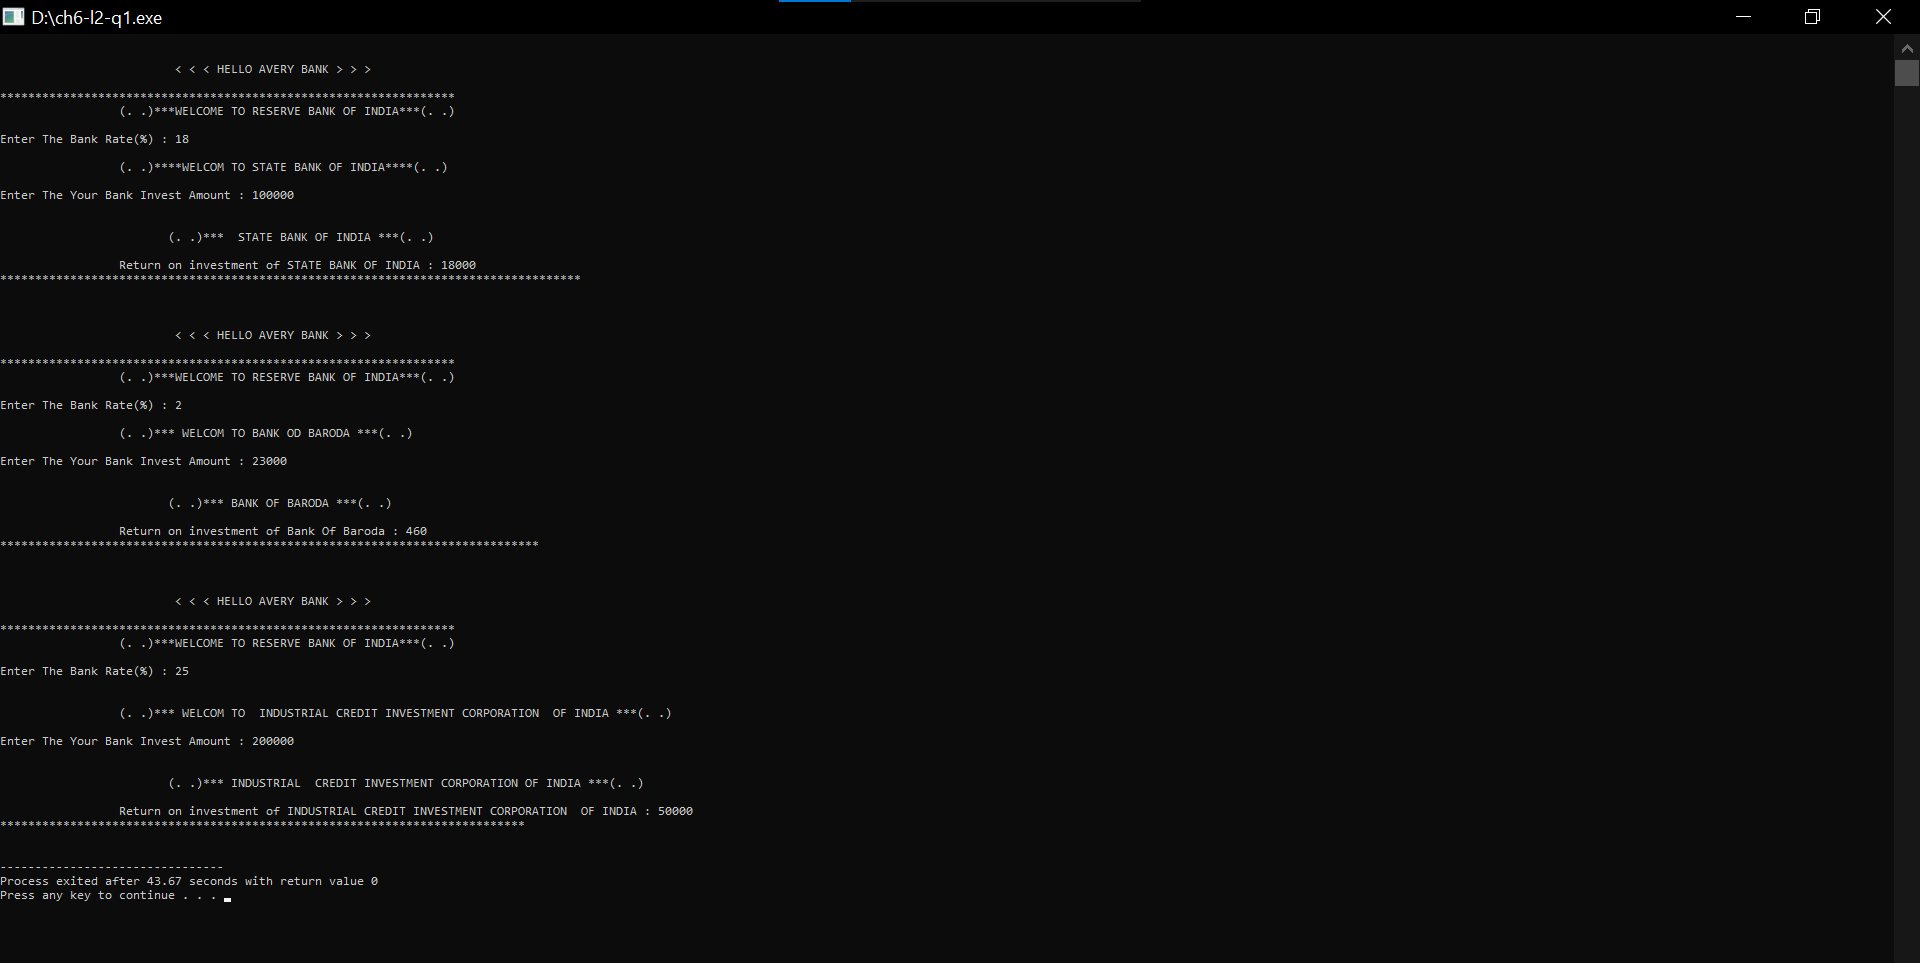 D:\ch6-l2-q1.exe
< < < HELLO AVERY BANK > > >
*****************************************************************
(. .)***WELCOME TO RESERVE BANK OF INDIA***(. .)
Enter The Bank Rate(%) : 18
(. .)****WELCOM TO STATE BANK OF INDIA****(. .)
Enter The Your Bank Invest Amount : 100000
(. .)***  STATE BANK OF INDIA ***(. .)
Return on investment of STATE BANK OF INDIA : 18000
***********************************************************************************
< < < HELLO AVERY BANK > > >
*****************************************************************
(. .)***WELCOME TO RESERVE BANK OF INDIA***(. .)
Enter The Bank Rate(%) : 2
(. .)*** WELCOM TO BANK OD BARODA ***(. .)
Enter The Your Bank Invest Amount : 23000
(. .)*** BANK OF BARODA ***(. .)
Return on investment of Bank Of Baroda : 460
*****************************************************************************
< < < HELLO AVERY BANK > > >
*****************************************************************
(. .)***WELCOME TO RESERVE BANK OF INDIA***(. .)
Enter The Bank Rate(%) : 25
(. .)*** WELCOM TO  INDUSTRIAL CREDIT INVESTMENT CORPORATION  OF INDIA ***(. .)
Enter The Your Bank Invest Amount : 200000
(. .)*** INDUSTRIAL  CREDIT INVESTMENT CORPORATION OF INDIA ***(. .)
Return on investment of INDUSTRIAL CREDIT INVESTMENT CORPORATION  OF INDIA : 50000
***************************************************************************
--------------------------------
Process exited after 43.67 seconds with return value 0
Press any key to continue . . .